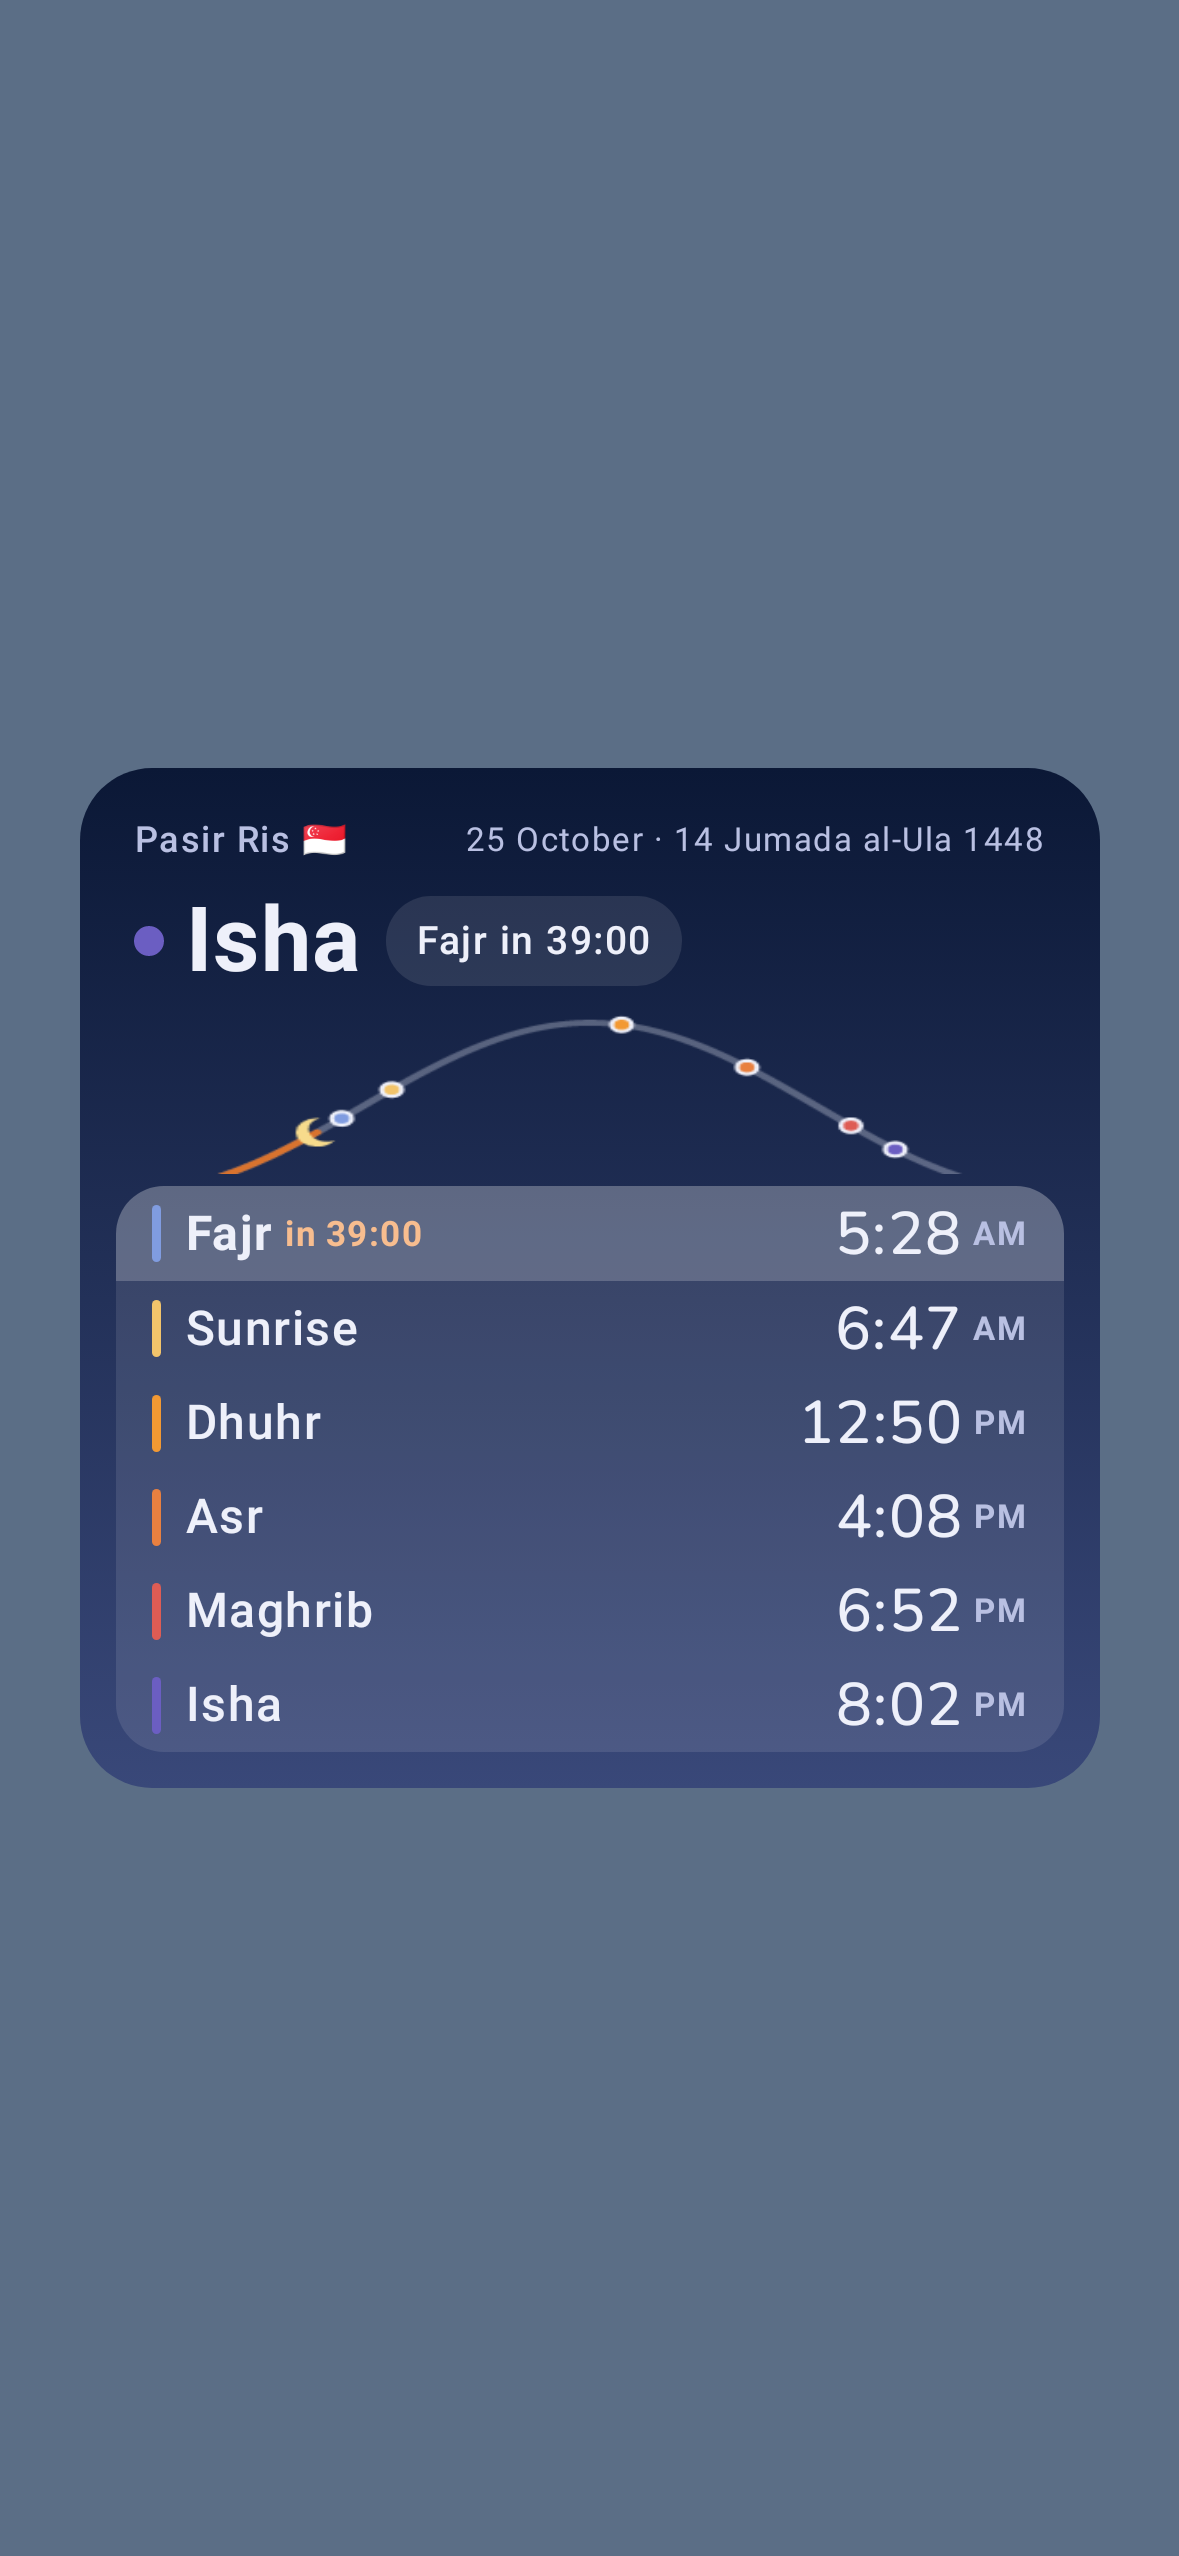 Pasir Ris 🇸🇬
25 October · 14 Jumada al-Ula 1448
Isha
Fajr in 39:00
Fajr in 39:00 5:28 AM
Sunrise 6:47 AM
Dhuhr 12:50 PM
Asr 4:08 PM
Maghrib 6:52 PM
Isha 8:02 PM